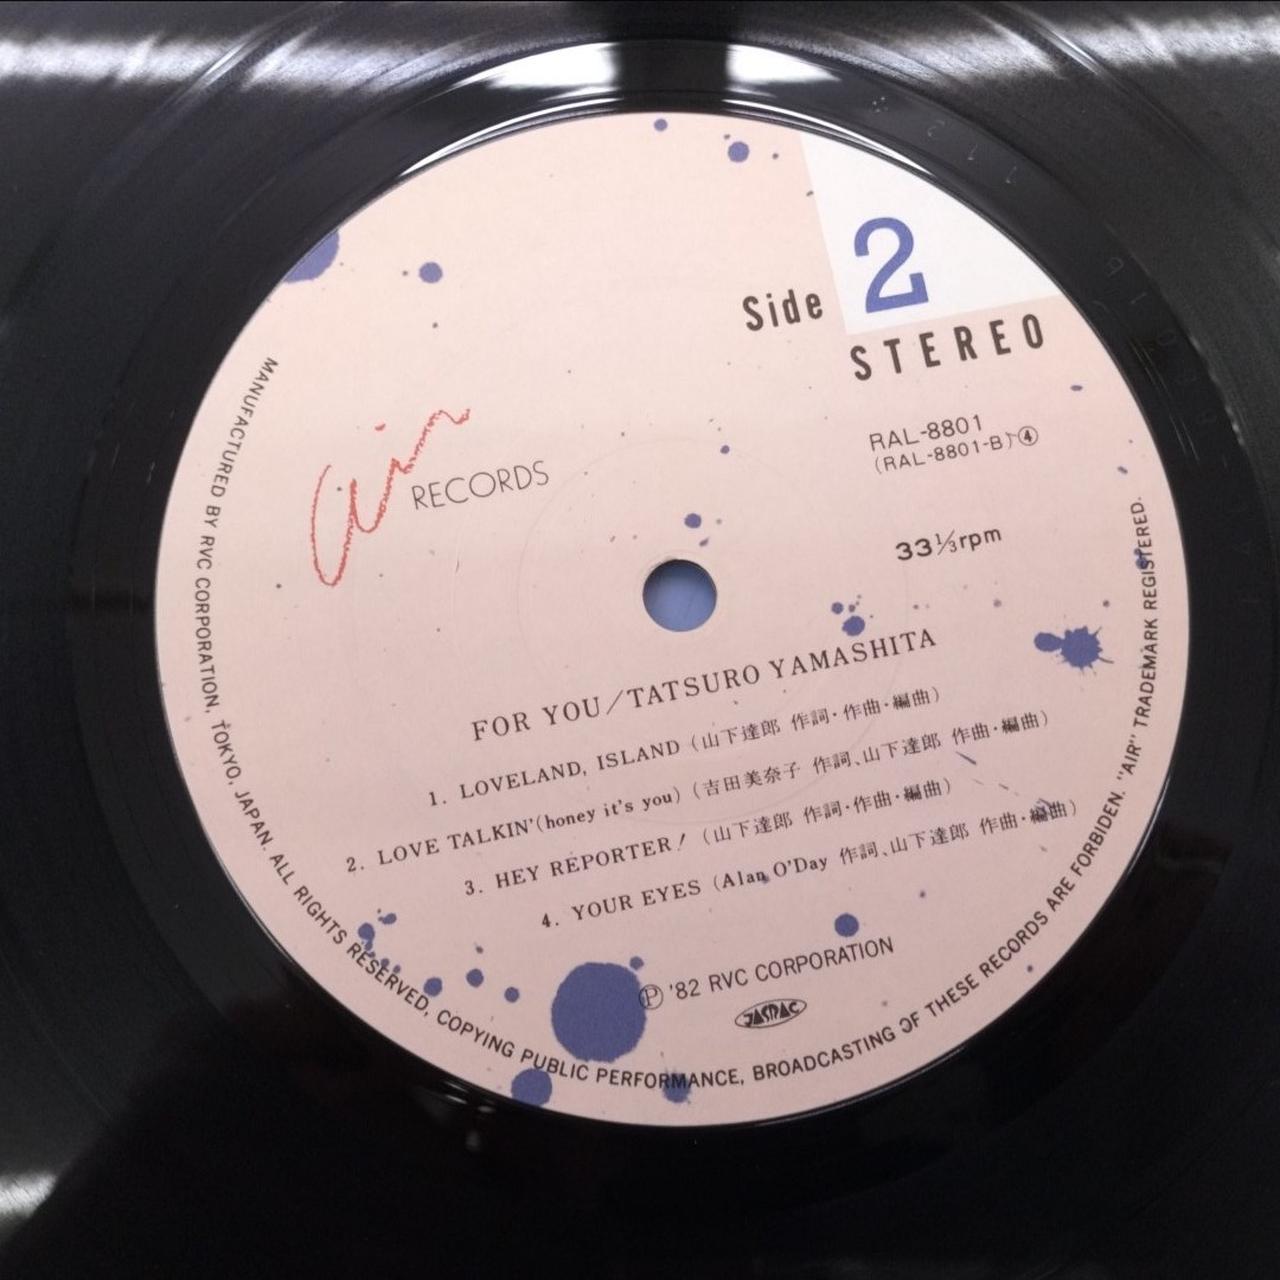 Side 2
STEREO
Air RECORDS
RAL-8801
(RAL-8801-B)④
33⅓rpm
FOR YOU/TATSURO YAMASHITA
1. LOVELAND, ISLAND (山下達郎 作詞・作曲・編曲)
2. LOVE TALKIN'(honey it's you) (吉田美奈子 作詞、山下達郎 作曲・編曲)
3. HEY REPORTER! (山下達郎 作詞・作曲・編曲)
4. YOUR EYES (Alan O'Day 作詞、山下達郎 作曲・編曲)
Ⓟ '82 RVC CORPORATION
JASRAC
MANUFACTURED BY RVC CORPORATION, TOKYO, JAPAN. ALL RIGHTS RESERVED, COPYING PUBLIC PERFORMANCE, BROADCASTING OF THESE RECORDS ARE FORBIDEN. "AIR" TRADEMARK REGISTERED.